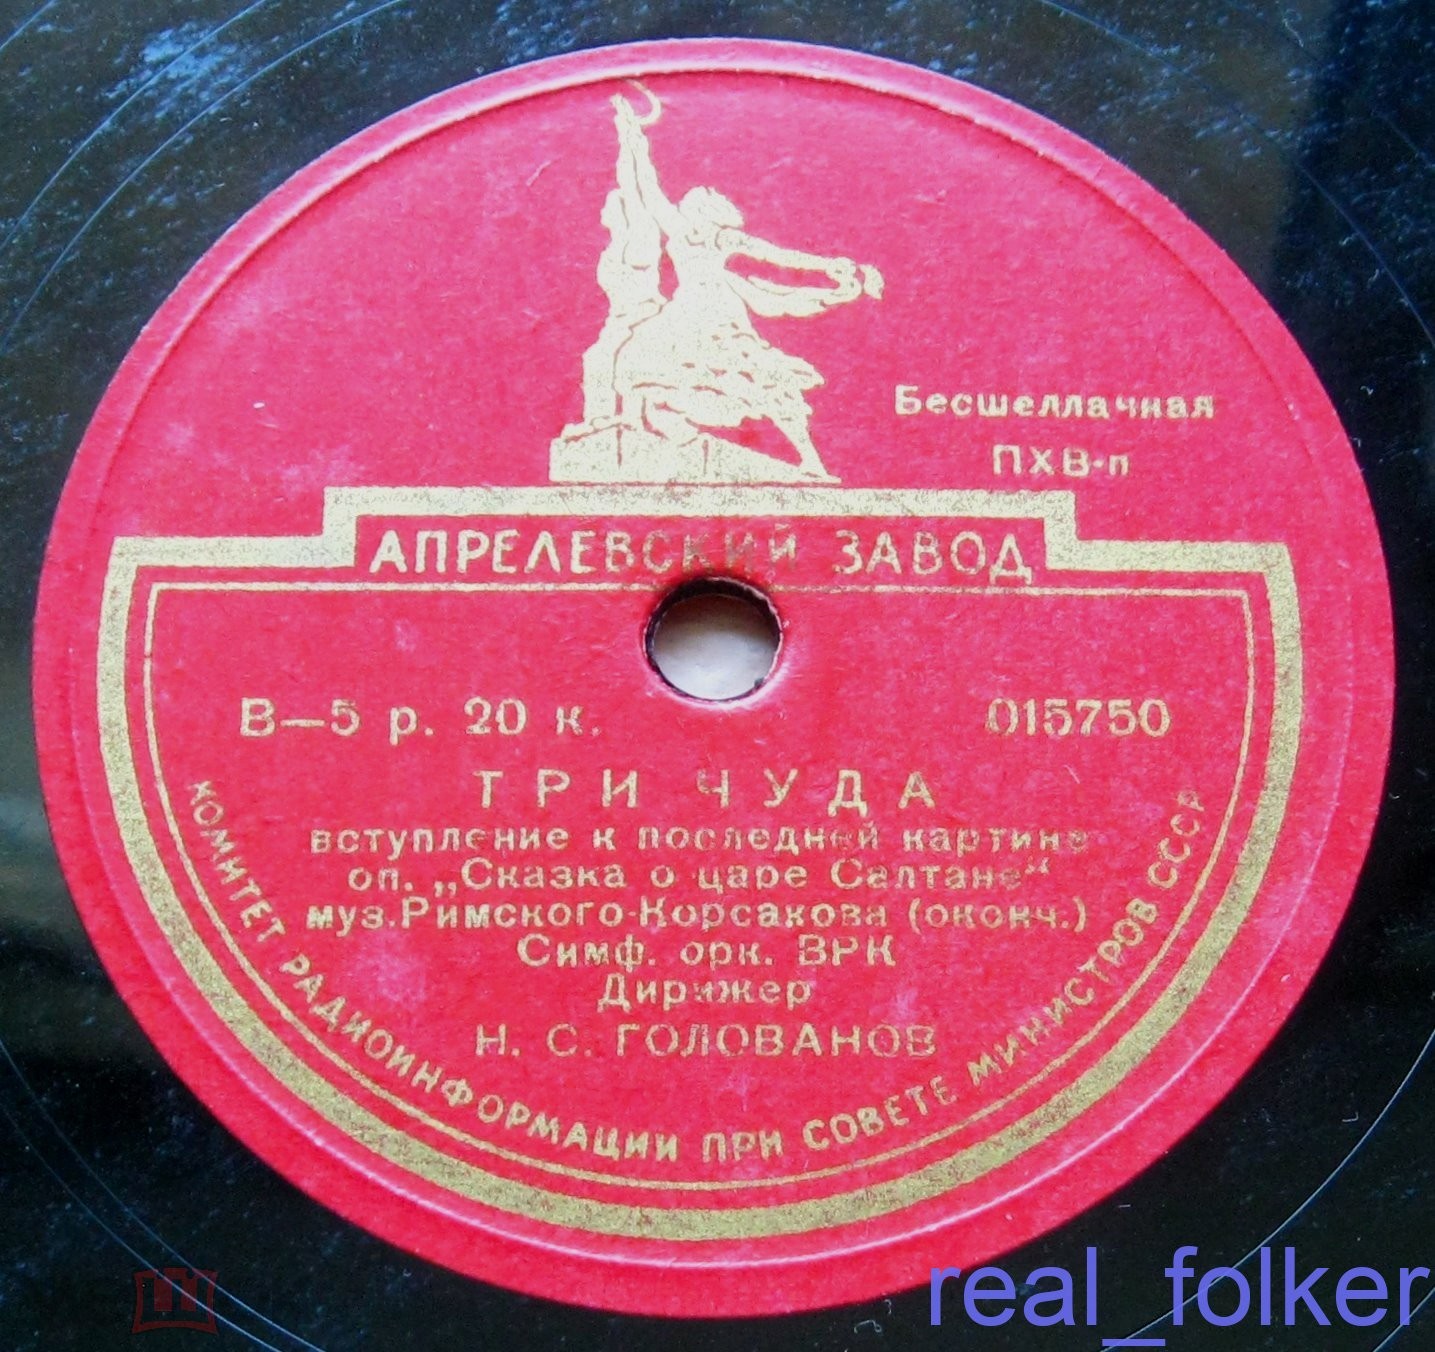 Бесшеллачная
ПХВ-п
АПРЕЛЕВСКИЙ ЗАВОД
В—5 р. 20 к.
015750
ТРИ ЧУДА
вступление к последней картине
оп. „Сказка о царе Салтане“
муз.Римского-Корсакова (оконч.)
Симф. орк. ВРК
Дирижер
Н. С. ГОЛОВАНОВ
КОМИТЕТ РАДИОИНФОРМАЦИИ ПРИ СОВЕТЕ МИНИСТРОВ СССР
real_folker